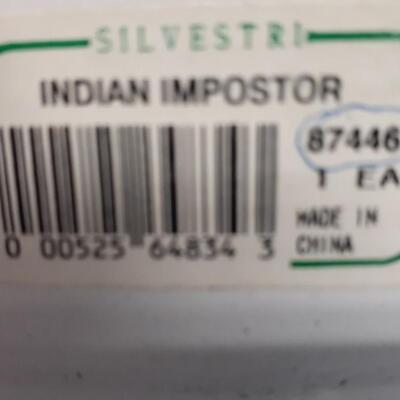 SILVESTRI
INDIAN IMPOSTOR
87446
1 EA
MADE IN
CHINA
0 00525 64834 3